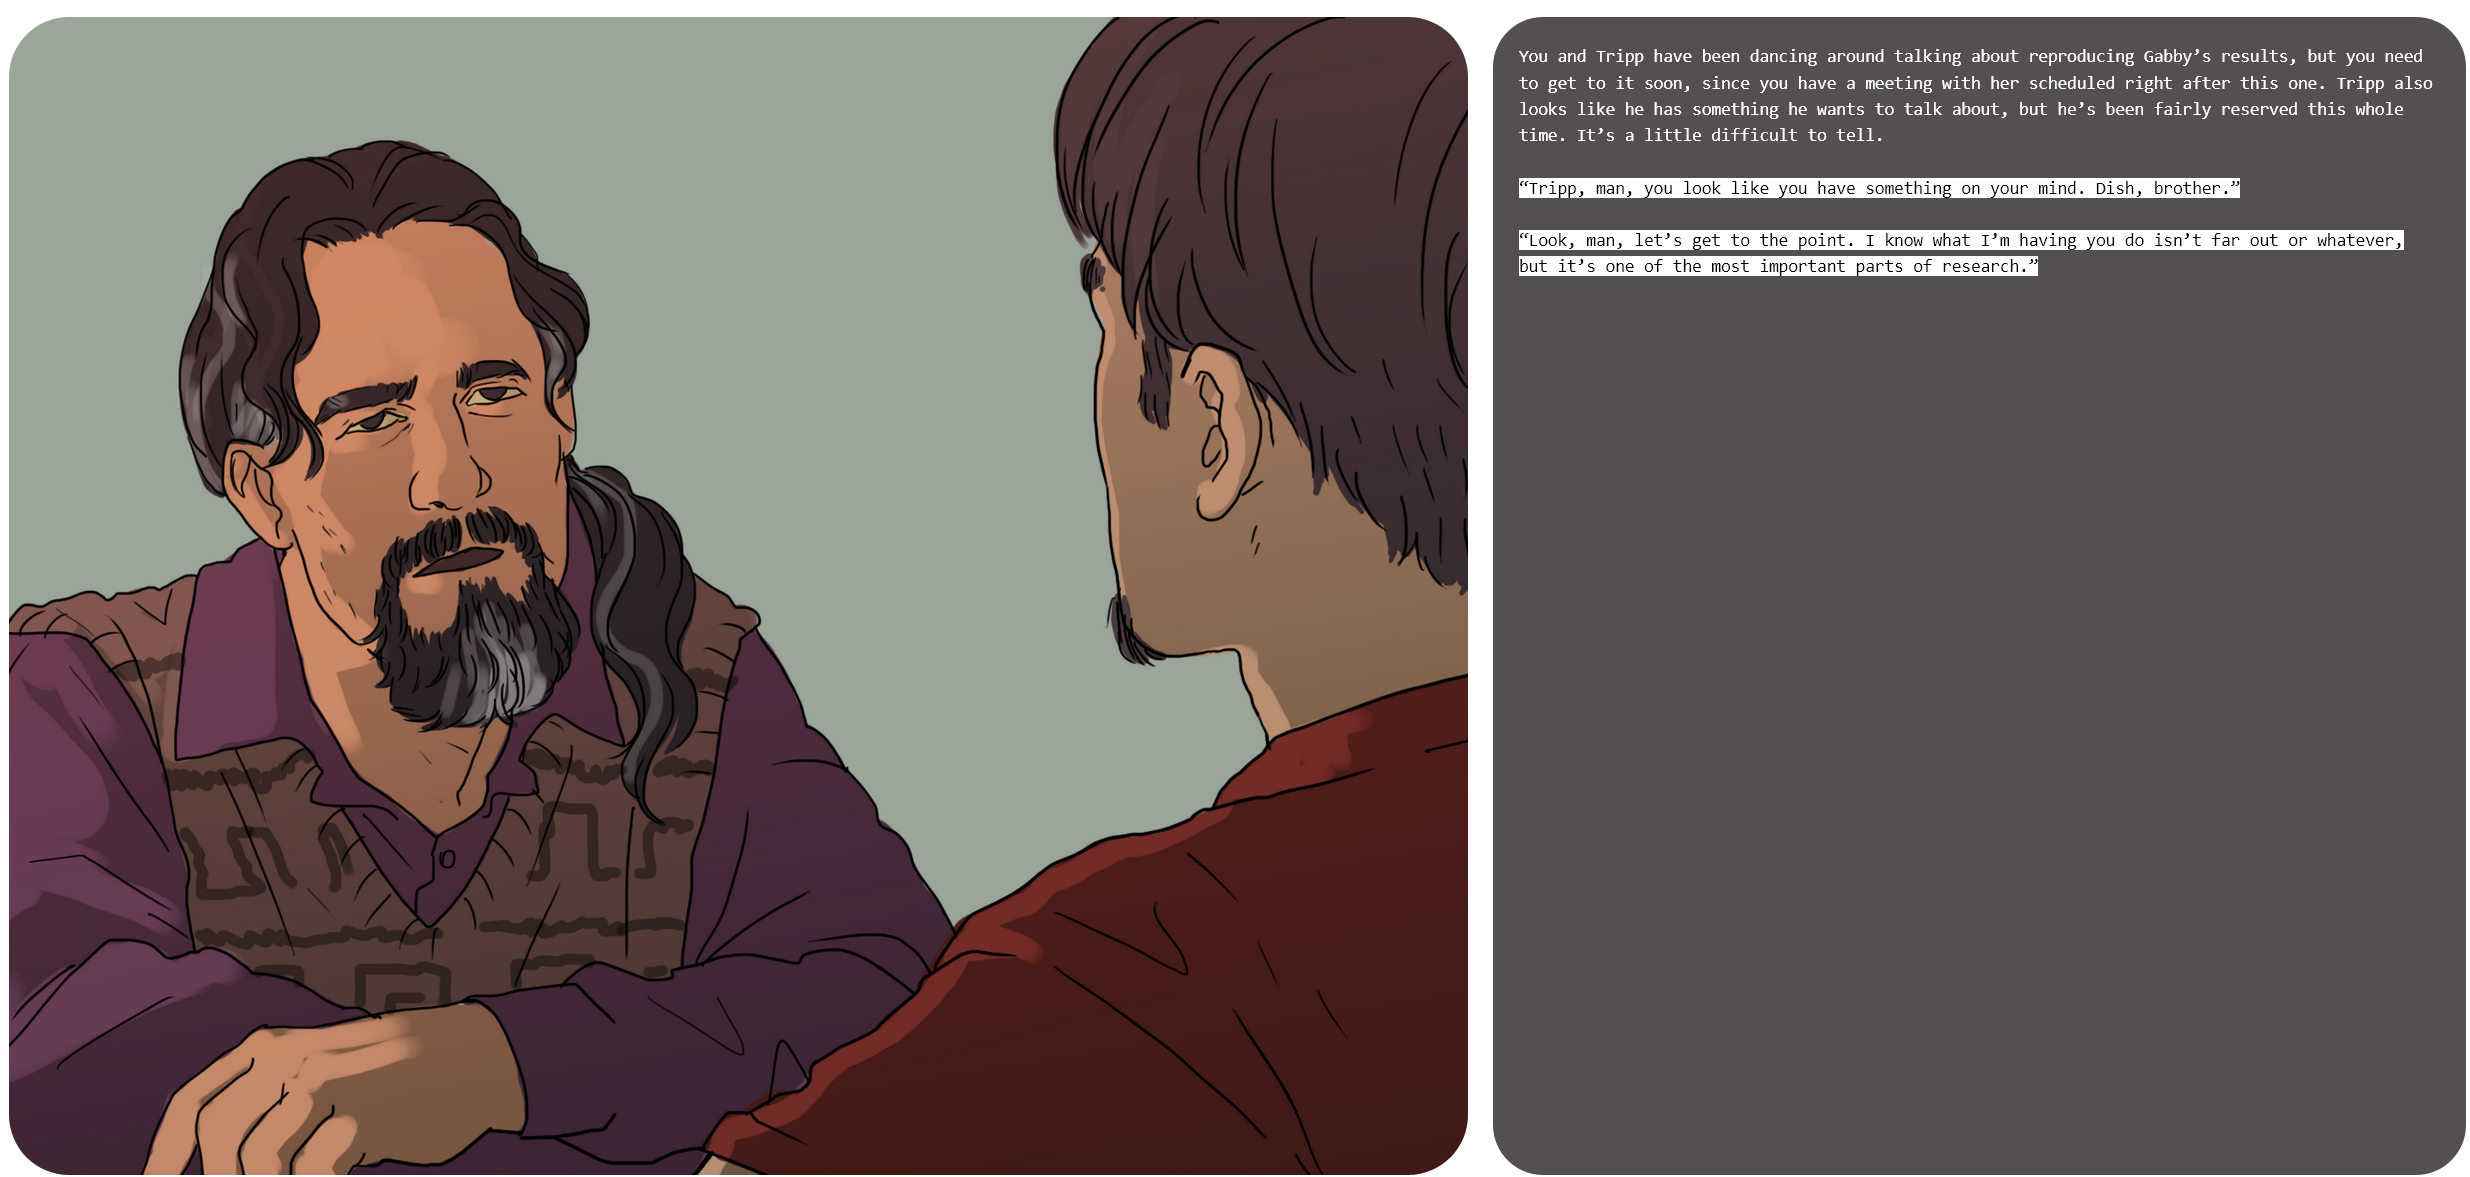 You and Tripp have been dancing around talking about reproducing Gabby’s results, but you need
to get to it soon, since you have a meeting with her scheduled right after this one. Tripp also
looks like he has something he wants to talk about, but he’s been fairly reserved this whole
time. It’s a little difficult to tell.
“Tripp, man, you look like you have something on your mind. Dish, brother.”
“Look, man, let’s get to the point. I know what I’m having you do isn’t far out or whatever,
but it’s one of the most important parts of research.”